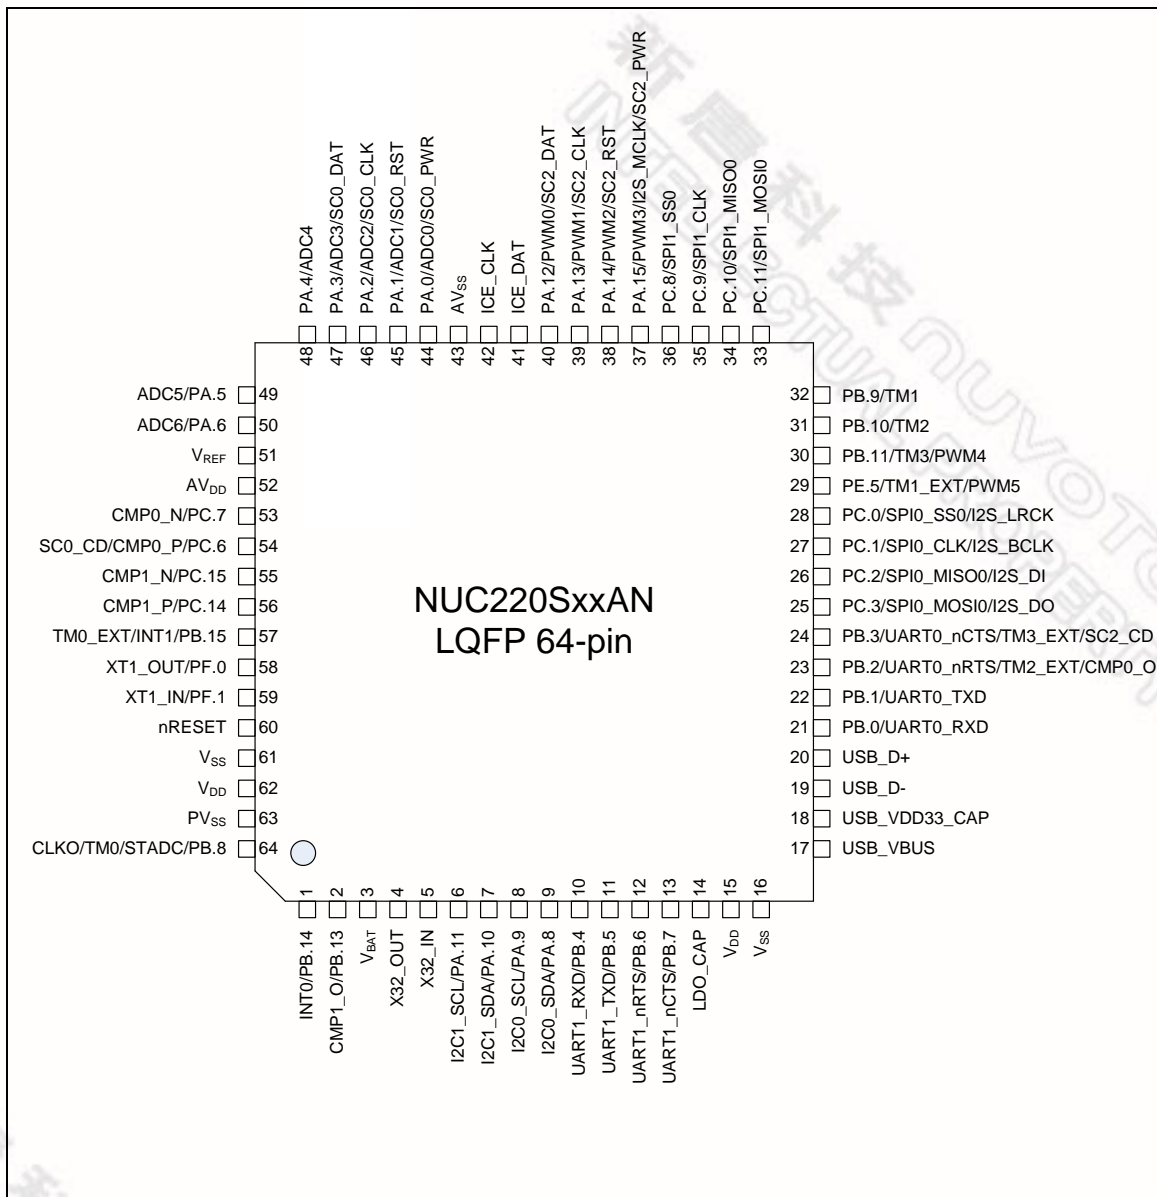 新唐科技 nuvoTon
INTELLECTUAL PROPERTY
48 PA.4/ADC4
47 PA.3/ADC3/SC0_DAT
46 PA.2/ADC2/SC0_CLK
45 PA.1/ADC1/SC0_RST
44 PA.0/ADC0/SC0_PWR
43 AVSS
42 ICE_CLK
41 ICE_DAT
40 PA.12/PWM0/SC2_DAT
39 PA.13/PWM1/SC2_CLK
38 PA.14/PWM2/SC2_RST
37 PA.15/PWM3/I2S_MCLK/SC2_PWR
36 PC.8/SPI1_SS0
35 PC.9/SPI1_CLK
34 PC.10/SPI1_MISO0
33 PC.11/SPI1_MOSI0
ADC5/PA.5 49
ADC6/PA.6 50
VREF 51
AVDD 52
CMP0_N/PC.7 53
SC0_CD/CMP0_P/PC.6 54
CMP1_N/PC.15 55
CMP1_P/PC.14 56
TM0_EXT/INT1/PB.15 57
XT1_OUT/PF.0 58
XT1_IN/PF.1 59
nRESET 60
VSS 61
VDD 62
PVSS 63
CLKO/TM0/STADC/PB.8 64
NUC220SxxAN
LQFP 64-pin
32 PB.9/TM1
31 PB.10/TM2
30 PB.11/TM3/PWM4
29 PE.5/TM1_EXT/PWM5
28 PC.0/SPI0_SS0/I2S_LRCK
27 PC.1/SPI0_CLK/I2S_BCLK
26 PC.2/SPI0_MISO0/I2S_DI
25 PC.3/SPI0_MOSI0/I2S_DO
24 PB.3/UART0_nCTS/TM3_EXT/SC2_CD
23 PB.2/UART0_nRTS/TM2_EXT/CMP0_O
22 PB.1/UART0_TXD
21 PB.0/UART0_RXD
20 USB_D+
19 USB_D-
18 USB_VDD33_CAP
17 USB_VBUS
1 INT0/PB.14
2 CMP1_O/PB.13
3 VBAT
4 X32_OUT
5 X32_IN
6 I2C1_SCL/PA.11
7 I2C1_SDA/PA.10
8 I2C0_SCL/PA.9
9 I2C0_SDA/PA.8
10 UART1_RXD/PB.4
11 UART1_TXD/PB.5
12 UART1_nRTS/PB.6
13 UART1_nCTS/PB.7
14 LDO_CAP
15 VDD
16 VSS